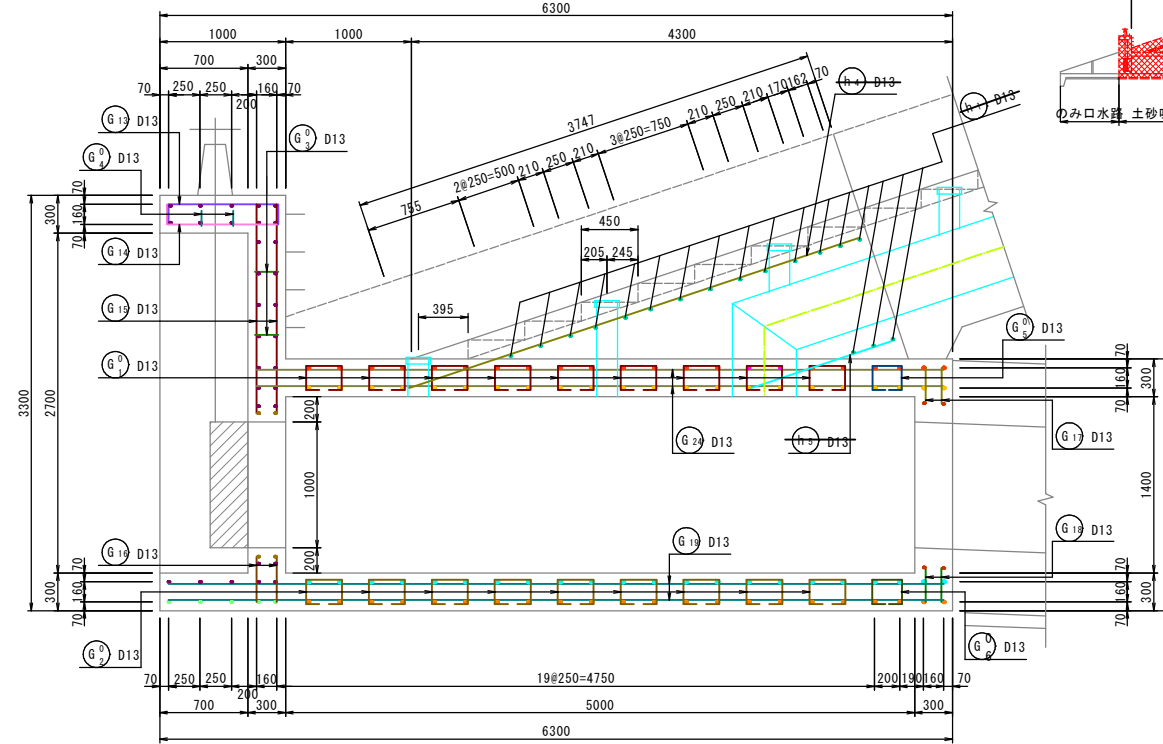 6300
1000 1000 4300
700 300
70 250 250 200 160 70
G13 D13
G04 D13
G03 D13
3747
755 2@250=500 210 250 210 3@250=750 210 250 210 170 162 70
h4 D13
h1 D13
のみ口水路 土砂
450
205 245
395
70
300 160
70
3300 2700
G14 D13
G15 D13
G01 D13
G05 D13
70
160 300
70
200
1000
200
G24 D13
h5 D13
G17 D13
1400
G19 D13
G18 D13
G16 D13
70
300 160
70
70
160 300
70
G02 D13
G06 D13
70 250 250 200 160 19@250=4750 200 190 160 70
700 300 5000 300
6300